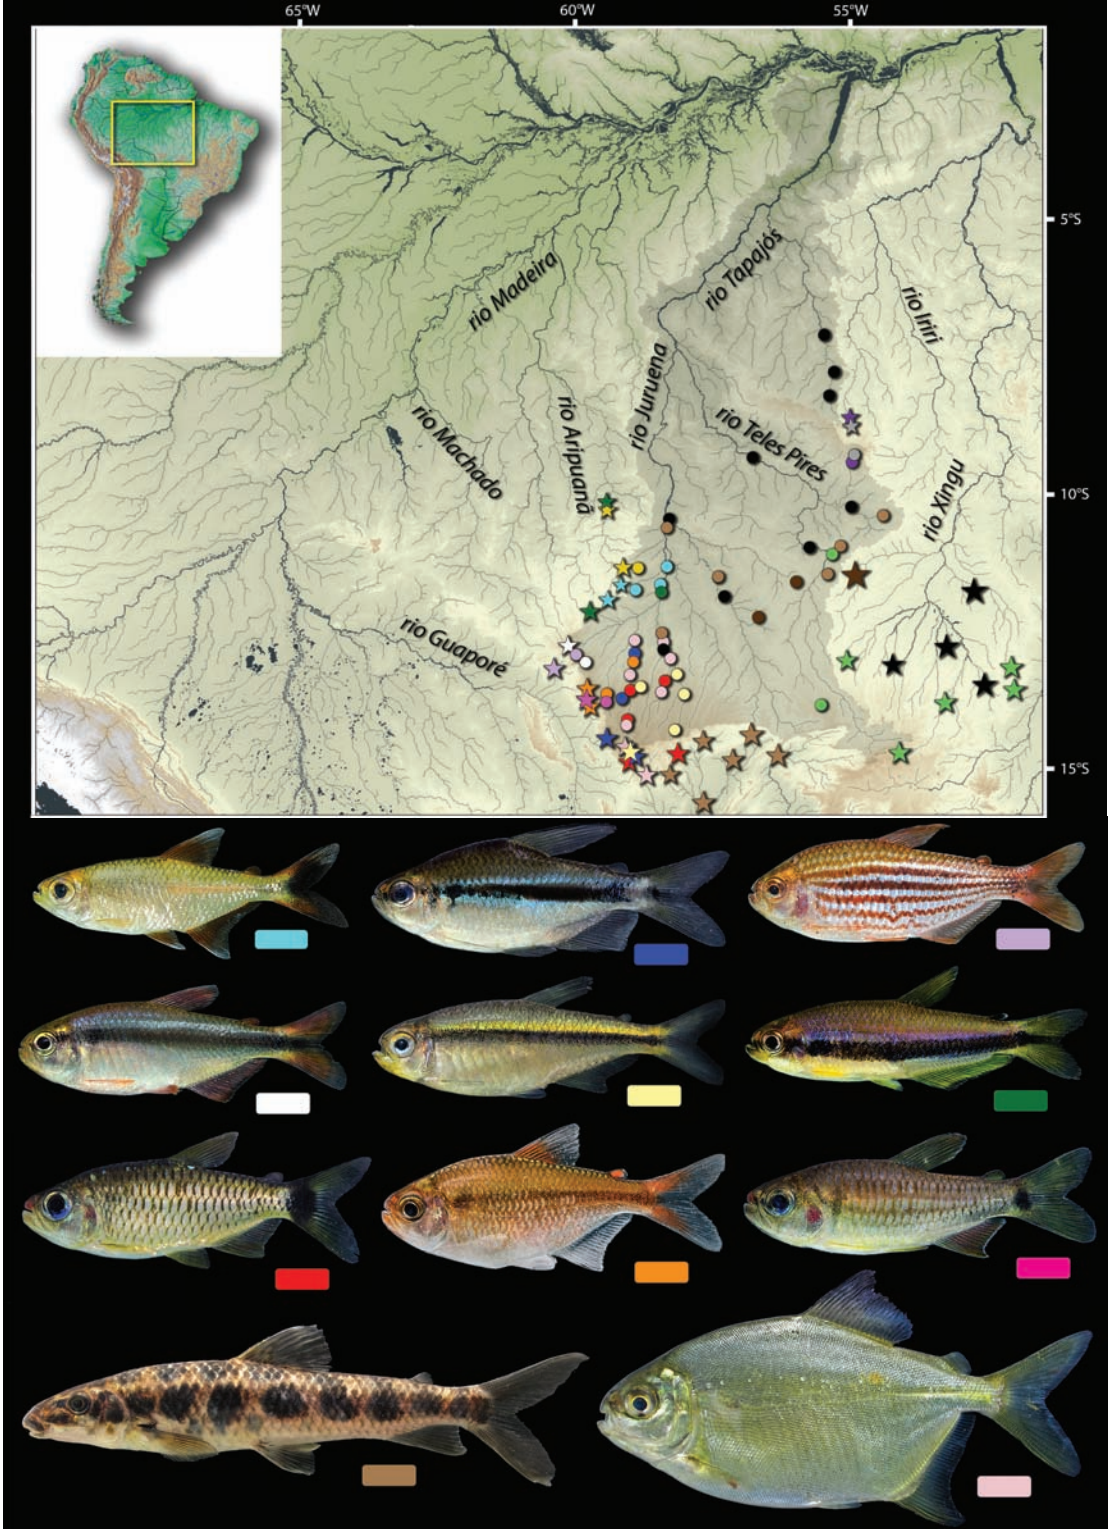 65°W 60°W 55°W
5°S
rio Tapajós
rio Madeira
rio Iriri
rio Juruena
rio Aripuanã
rio Machado
rio Teles Pires
rio Xingu
10°S
rio Guaporé
15°S